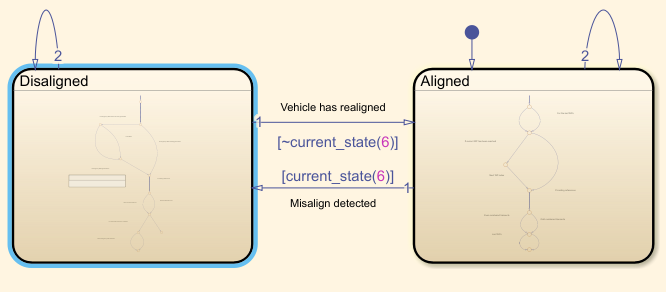 2
2
Disaligned
Aligned
Vehicle has realigned
1
[~current_state(6)]
[current_state(6)]
1
Misalign detected